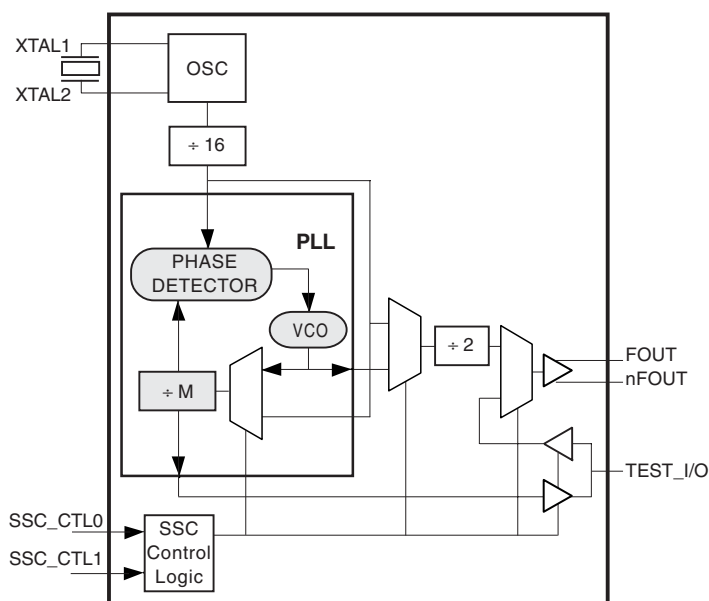 XTAL1
OSC
XTAL2
÷ 16
PLL
PHASE
DETECTOR
VCO
÷ 2
FOUT
nFOUT
÷ M
TEST_I/O
SSC_CTL0
SSC_CTL1
SSC
Control
Logic